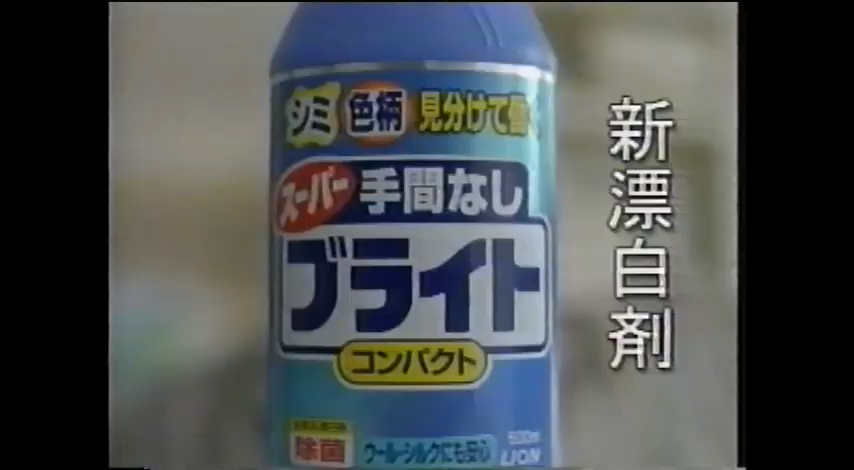 シミ 色柄 見分けて働く
スーパー 手間なし
ブライト
コンパクト
除菌
ウール・シルクにも安心
LION
新漂白剤